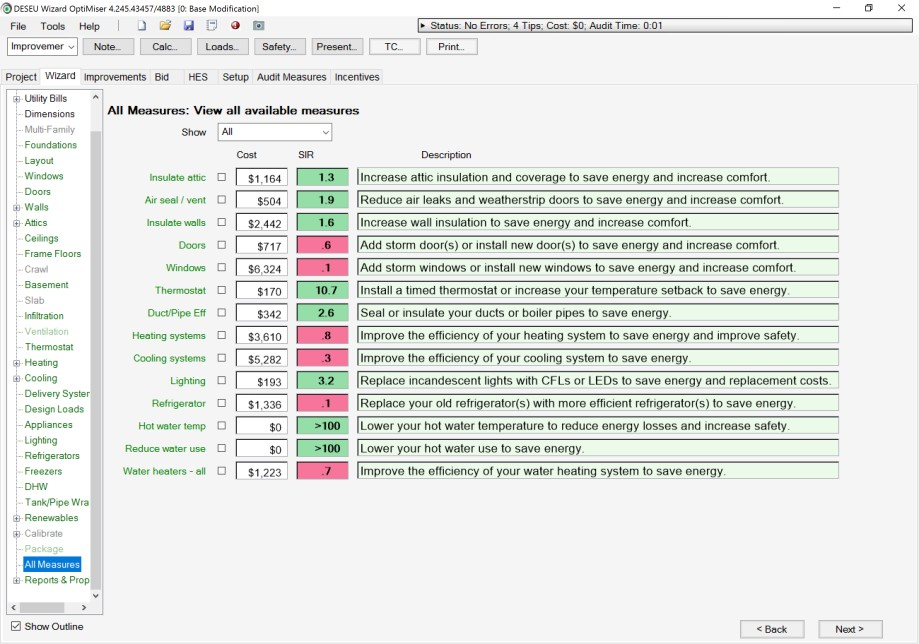 DESEU Wizard OptiMiser 4.245.43457/4883 [0: Base Modification]
File Tools Help
Status: No Errors; 4 Tips; Cost: $0; Audit Time: 0:01
Improvemer Note... Calc... Loads... Safety... Present... TC... Print...
Project Wizard Improvements Bid HES Setup Audit Measures Incentives
Utility Bills
Dimensions
Multi-Family
Foundations
Layout
Windows
Doors
Walls
Attics
Ceilings
Frame Floors
Crawl
Basement
Slab
Infiltration
Ventilation
Thermostat
Heating
Cooling
Delivery Syster
Design Loads
Appliances
Lighting
Refrigerators
Freezers
DHW
Tank/Pipe Wra
Renewables
Calibrate
Package
All Measures
Reports & Prop
Show Outline
All Measures: View all available measures
Show All
Cost SIR Description
Insulate attic $1,164 1.3 Increase attic insulation and coverage to save energy and increase comfort.
Air seal / vent $504 1.9 Reduce air leaks and weatherstrip doors to save energy and increase comfort.
Insulate walls $2,442 1.6 Increase wall insulation to save energy and increase comfort.
Doors $717 .6 Add storm door(s) or install new door(s) to save energy and increase comfort.
Windows $6,324 .1 Add storm windows or install new windows to save energy and increase comfort.
Thermostat $170 10.7 Install a timed thermostat or increase your temperature setback to save energy.
Duct/Pipe Eff $342 2.6 Seal or insulate your ducts or boiler pipes to save energy.
Heating systems $3,610 .8 Improve the efficiency of your heating system to save energy and improve safety.
Cooling systems $5,282 .3 Improve the efficiency of your cooling system to save energy.
Lighting $193 3.2 Replace incandescent lights with CFLs or LEDs to save energy and replacement costs.
Refrigerator $1,336 .1 Replace your old refrigerator(s) with more efficient refrigerator(s) to save energy.
Hot water temp $0 >100 Lower your hot water temperature to reduce energy losses and increase safety.
Reduce water use $0 >100 Lower your hot water use to save energy.
Water heaters - all $1,223 .7 Improve the efficiency of your water heating system to save energy.
< Back Next >